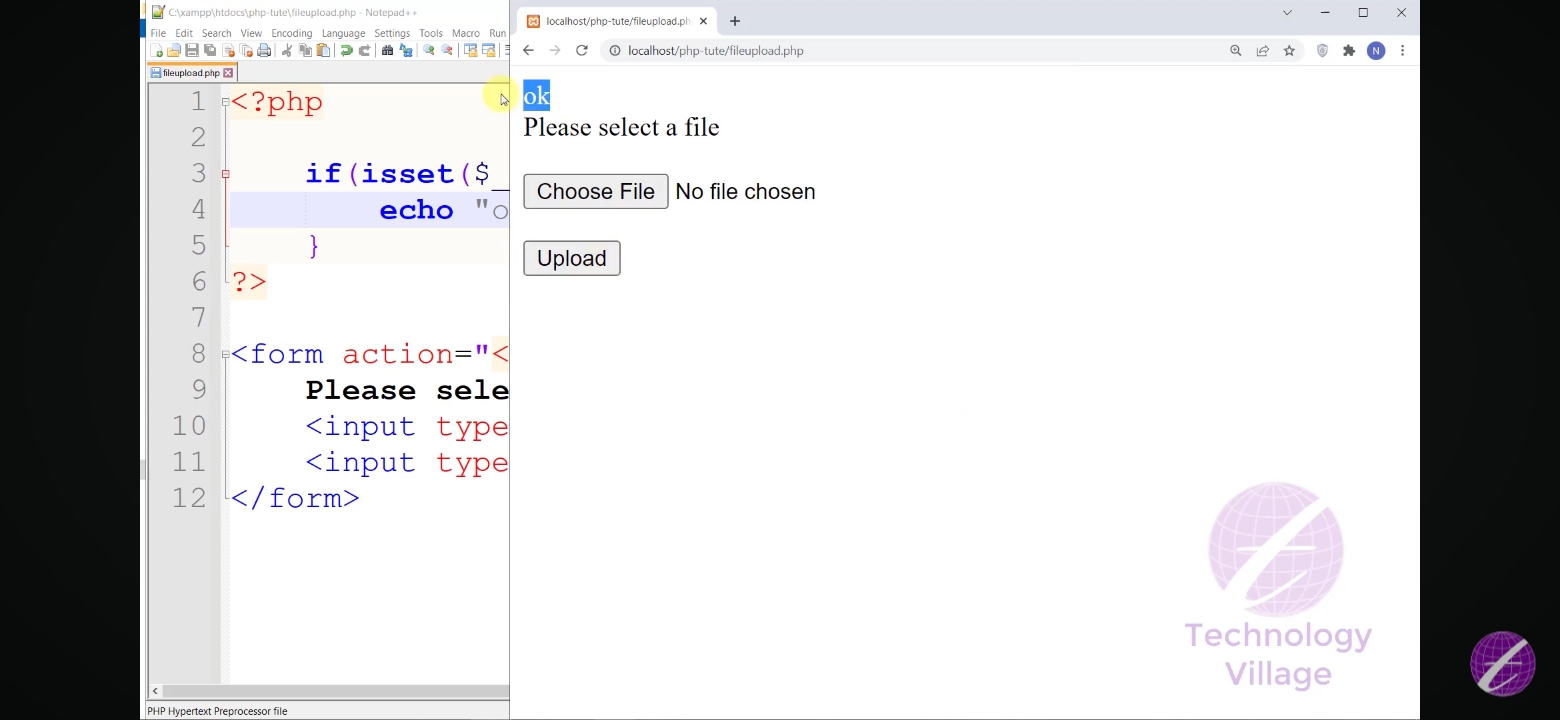 C:\xampp\htdocs\php-tute\fileupload.php - Notepad++
File Edit Search View Encoding Language Settings Tools Macro Run
fileupload.php
1 <?php
2
3 if(isset($_
4 echo "o
5 }
6 ?>
7
8 <form action="<
9 Please sele
10 <input type
11 <input type
12 </form>
PHP Hypertext Preprocessor file
localhost/php-tute/fileupload.ph
localhost/php-tute/fileupload.php
N
ok
Please select a file
Choose File No file chosen
Upload
Technology
Village